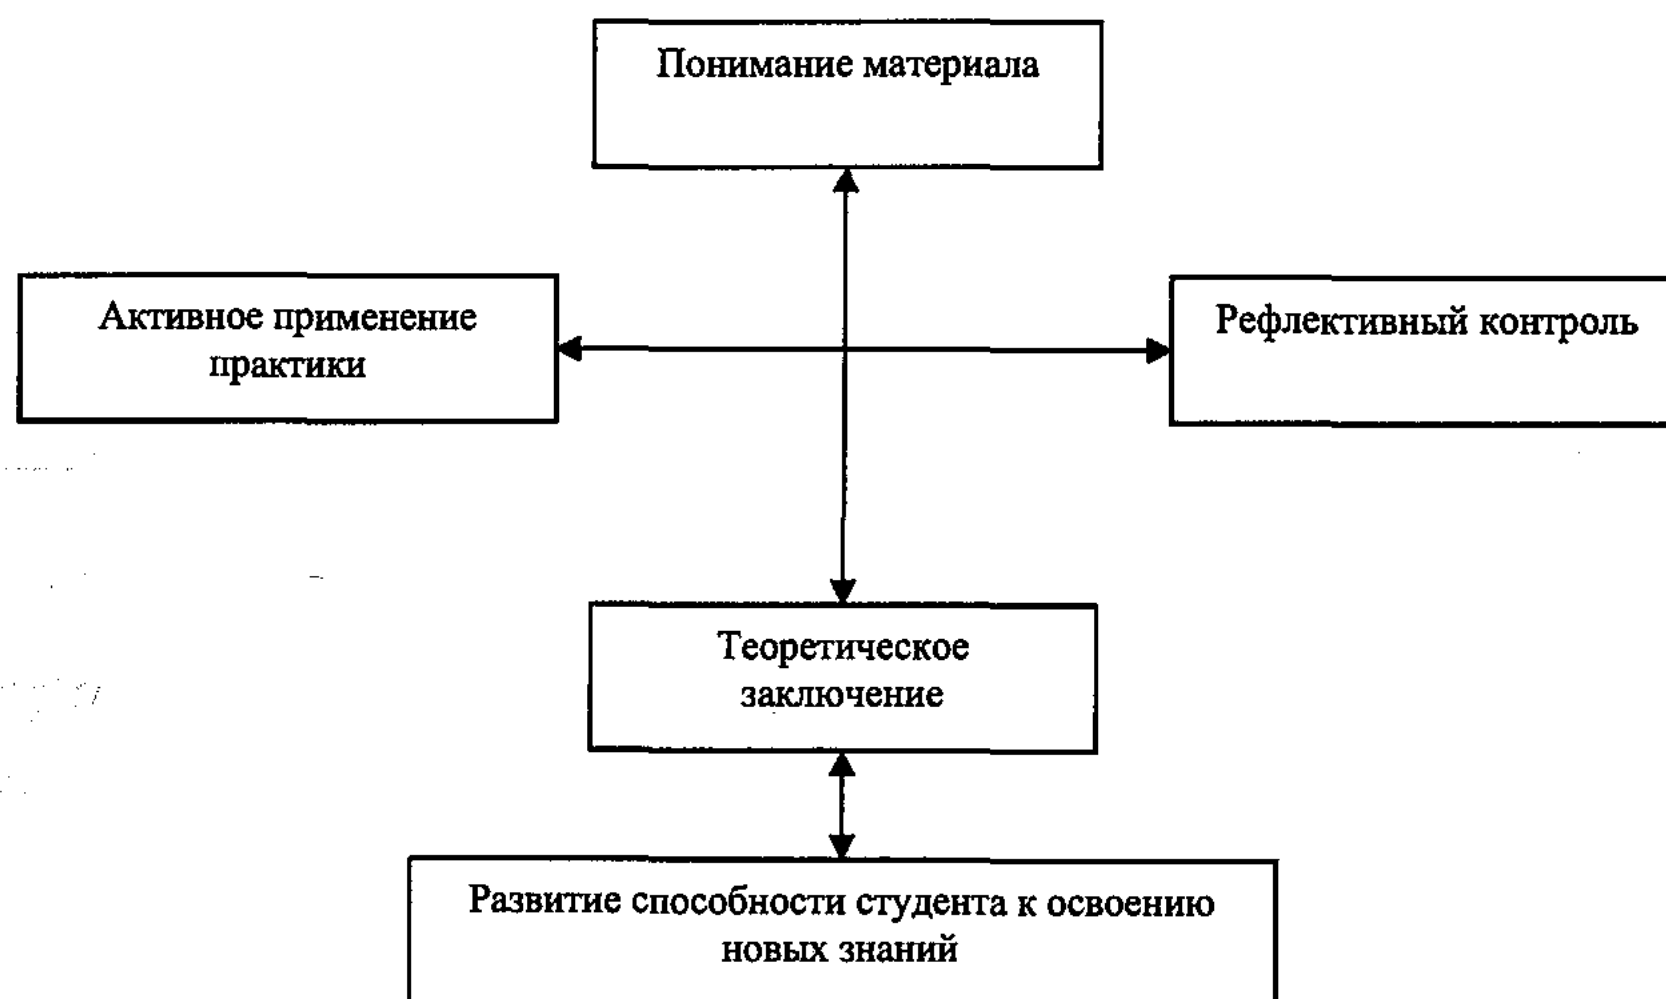 Понимание материала
Активное применение
практики
Рефлективный контроль
Теоретическое
заключение
Развитие способности студента к освоению
новых знаний